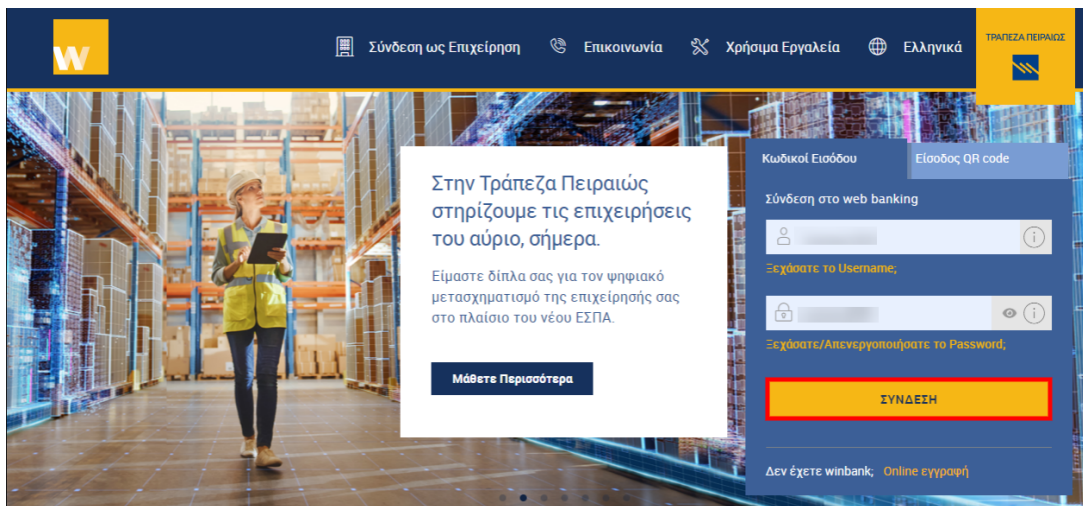 W
Σύνδεση ως Επιχείρηση
Επικοινωνία
Χρήσιμα Εργαλεία
Ελληνικά
ΤΡΑΠΕΖΑ ΠΕΙΡΑΙΩΣ
Στην Τράπεζα Πειραιώς
στηρίζουμε τις επιχειρήσεις
του αύριο, σήμερα.
Είμαστε δίπλα σας για τον ψηφιακό
μετασχηματισμό της επιχείρησής σας
στο πλαίσιο του νέου ΕΣΠΑ.
Μάθετε Περισσότερα
Κωδικοί Εισόδου
Είσοδος QR code
Σύνδεση στο web banking
Ξεχάσατε το Username;
Ξεχάσατε/Απενεργοποιήσατε το Password;
ΣΥΝΔΕΣΗ
Δεν έχετε winbank; Online εγγραφή